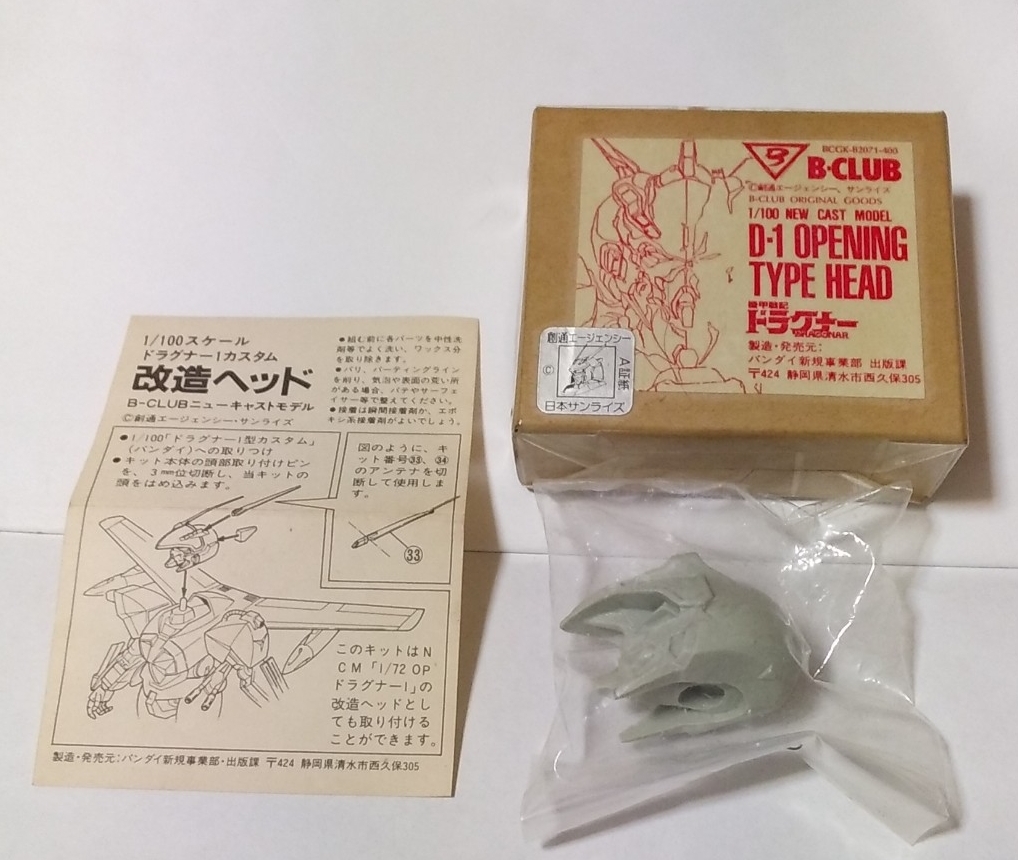 1/100スケール
ドラグナー1カスタム
改造ヘッド
B-CLUBニューキャストモデル
©創通エージェンシー・サンライズ
●組む前に各パーツを中性洗
剤等でよく洗い、ワックス分
を取り除きます。
●バリ、パーティングライン
を削り、気泡や表面の荒い所
がある場合、パテやサーフェ
イサー等で整えてください。
●接着は瞬間接着剤か、エポ
キシ系接着剤がよいでしょう。
●1/100「ドラグナー1型カスタム」
(バンダイ)への取りつけ
●キット本体の頭部取り付けピン
を、3㎜位切断し、当キットの
頭をはめ込みます。
図のように、キ
ット番号㉝、㉞
のアンテナを切
断して使用しま
す。
㉝
このキットはN
CM「1/72 OP
ドラグナー1」の
改造ヘッドとし
ても取り付ける
ことができます。
製造・発売元:バンダイ新規事業部・出版課 〒424 静岡県清水市西久保305
BCGK-B2071-400
B
B-CLUB
©創通エージェンシー、サンライズ
B-CLUB ORIGINAL GOODS
1/100 NEW CAST MODEL
D-1 OPENING
TYPE HEAD
機甲戦記
ドラグナー
DRAGONAR
製造・発売元:
バンダイ新規事業部 出版課
〒424 静岡県清水市西久保305
創通エージェンシー
©
A証紙
日本サンライズ